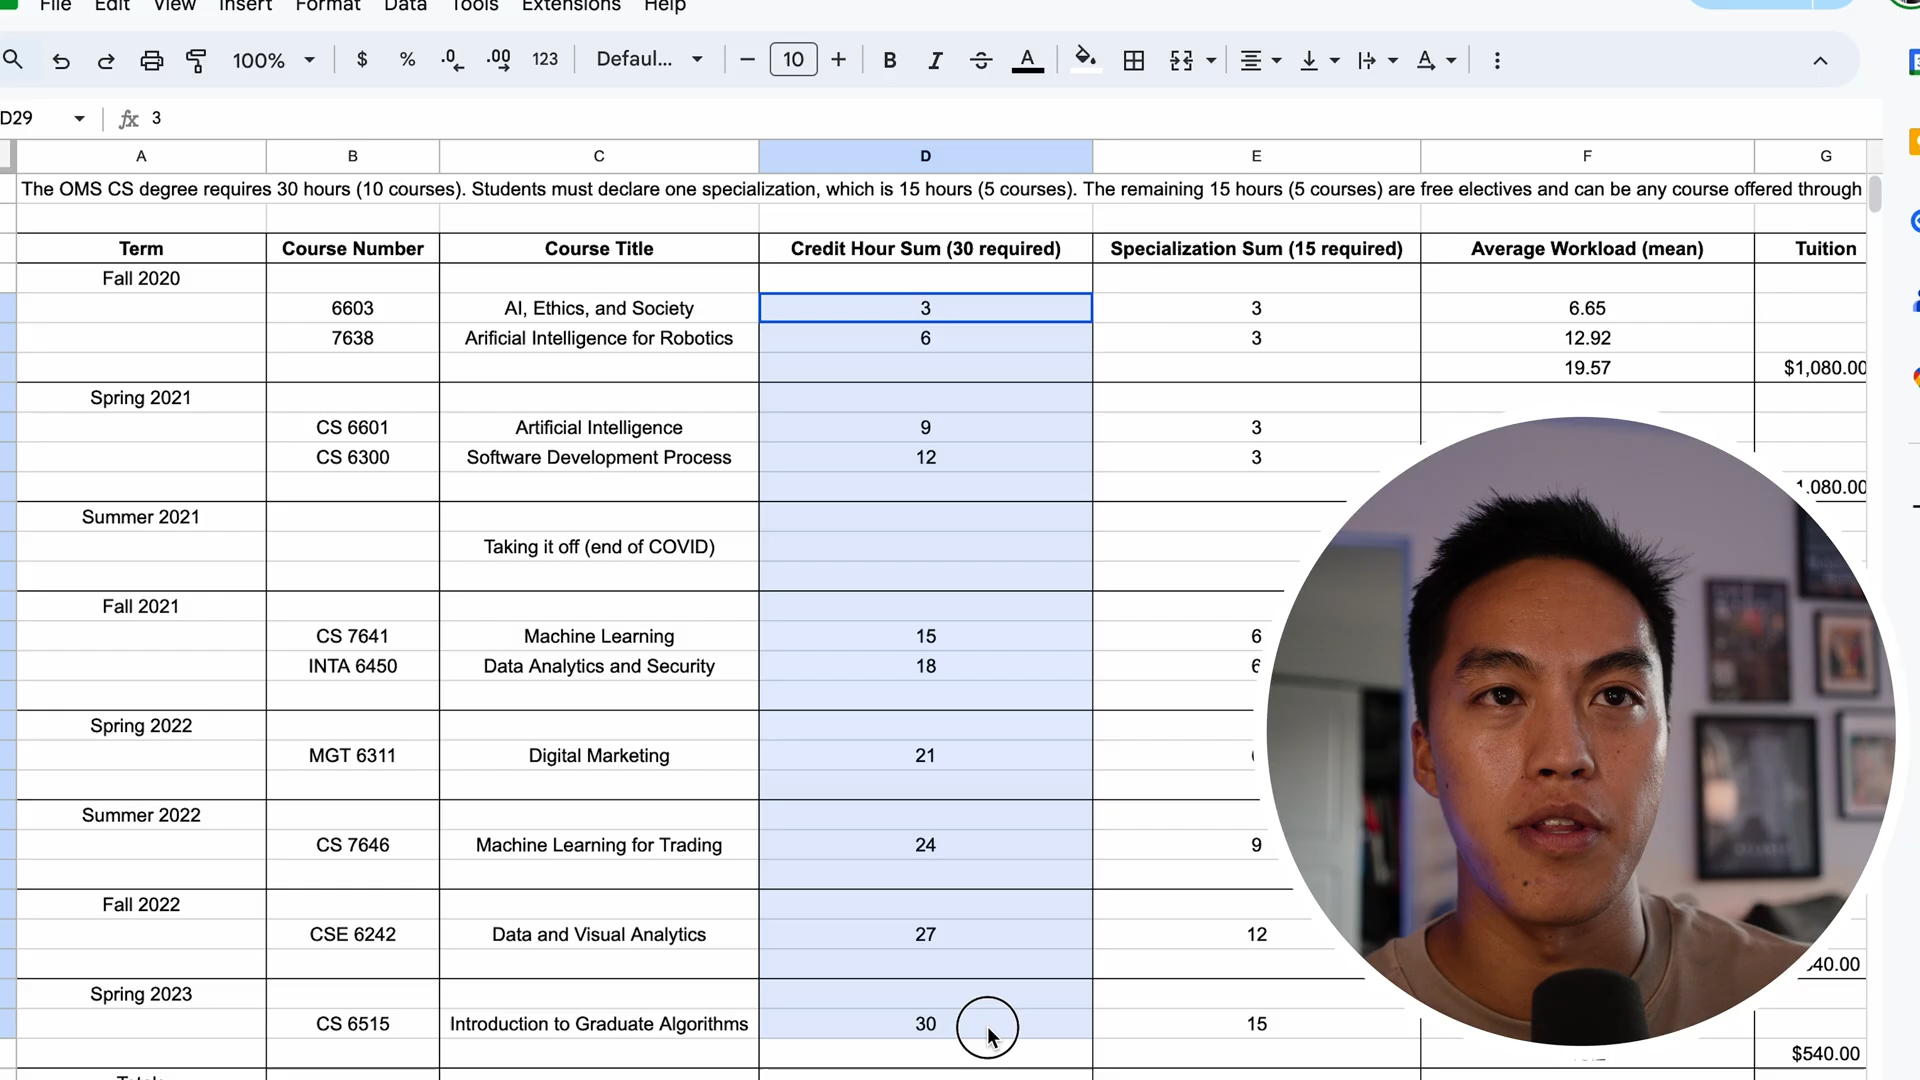 File Edit View Insert Format Data Tools Extensions Help
100% $ % .0 .00 123 Defaul... 10 B I A A
D29 fx 3
A B C D E F G
The OMS CS degree requires 30 hours (10 courses). Students must declare one specialization, which is 15 hours (5 courses). The remaining 15 hours (5 courses) are free electives and can be any course offered through
Term Course Number Course Title Credit Hour Sum (30 required) Specialization Sum (15 required) Average Workload (mean) Tuition
Fall 2020
6603 AI, Ethics, and Society 3 3 6.65
7638 Arificial Intelligence for Robotics 6 3 12.92
19.57 $1,080.00
Spring 2021
CS 6601 Artificial Intelligence 9 3
CS 6300 Software Development Process 12 3
1,080.00
Summer 2021
Taking it off (end of COVID)
Fall 2021
CS 7641 Machine Learning 15 6
INTA 6450 Data Analytics and Security 18 6
Spring 2022
MGT 6311 Digital Marketing 21
Summer 2022
CS 7646 Machine Learning for Trading 24 9
Fall 2022
CSE 6242 Data and Visual Analytics 27 12
40.00
Spring 2023
CS 6515 Introduction to Graduate Algorithms 30 15
$540.00